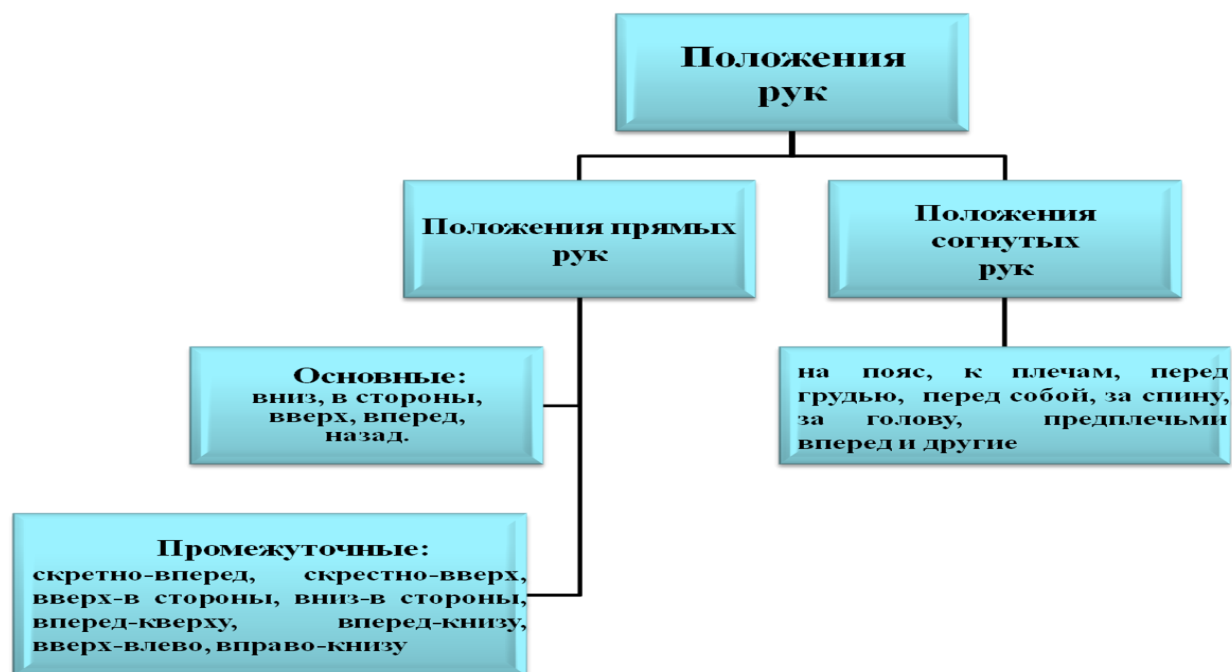 Положения
рук
Положения прямых
рук
Положения
согнутых
рук
Основные:
вниз, в стороны,
вверх, вперед,
назад.
на пояс, к плечам, перед
грудью, перед собой, за спину,
за голову, предплечьми
вперед и другие
Промежуточные:
скретно-вперед, скрестно-вверх,
вверх-в стороны, вниз-в стороны,
вперед-кверху, вперед-книзу,
вверх-влево, вправо-книзу